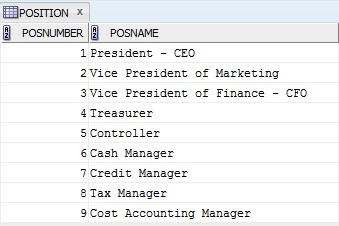 POSITION x
POSNUMBER POSNAME
1 President - CEO
2 Vice President of Marketing
3 Vice President of Finance - CFO
4 Treasurer
5 Controller
6 Cash Manager
7 Credit Manager
8 Tax Manager
9 Cost Accounting Manager